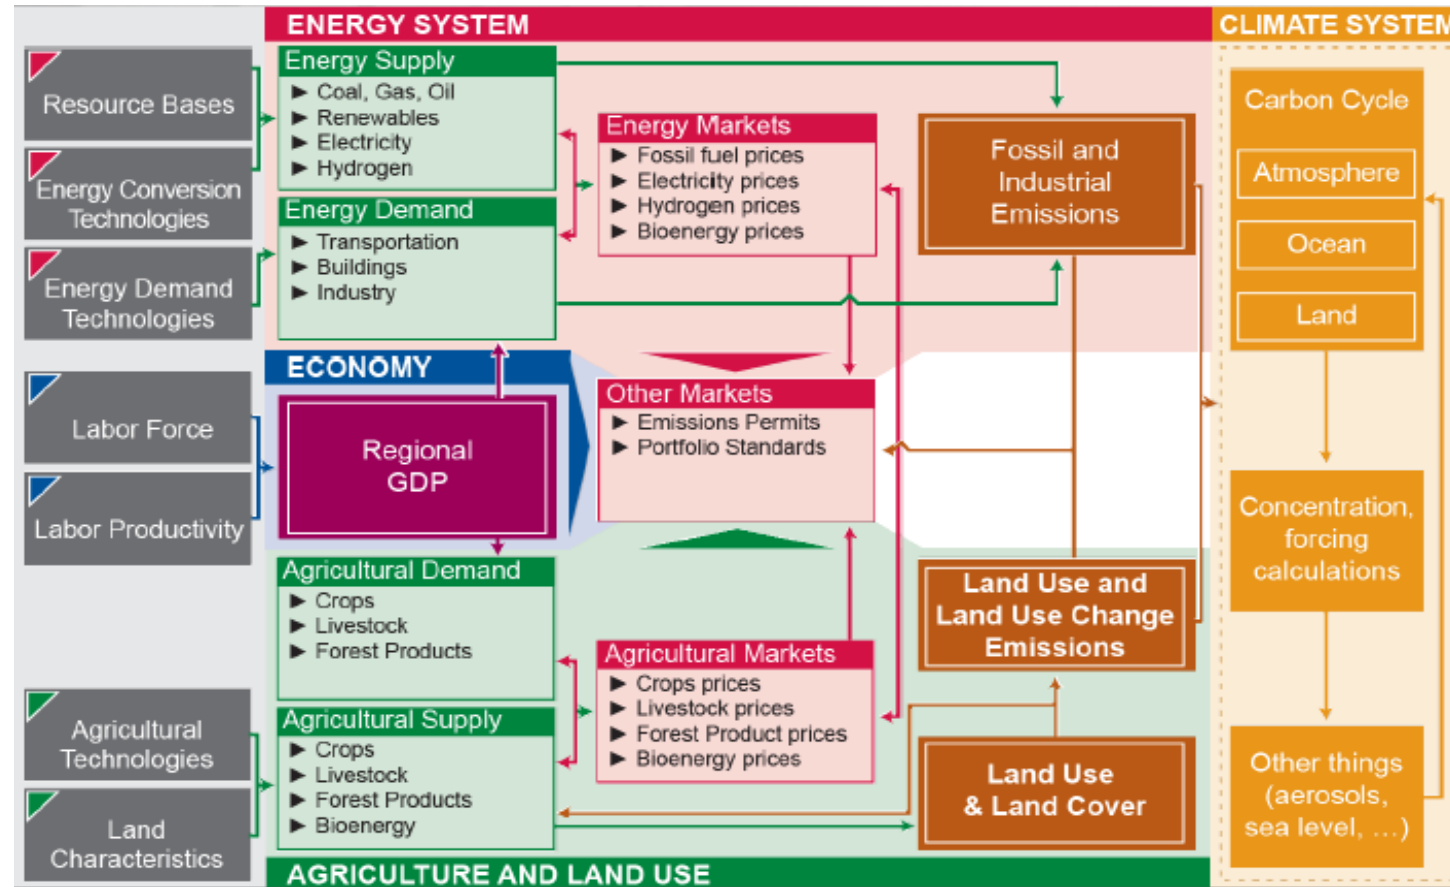 ENERGY SYSTEM
CLIMATE SYSTEM
Resource Bases
Energy Conversion
Technologies
Energy Demand
Technologies
Labor Force
Labor Productivity
Agricultural
Technologies
Land
Characteristics
Energy Supply
► Coal, Gas, Oil
► Renewables
► Electricity
► Hydrogen
Energy Demand
► Transportation
► Buildings
► Industry
Energy Markets
► Fossil fuel prices
► Electricity prices
► Hydrogen prices
► Bioenergy prices
Fossil and
Industrial
Emissions
ECONOMY
Regional
GDP
Other Markets
► Emissions Permits
► Portfolio Standards
Agricultural Demand
► Crops
► Livestock
► Forest Products
Agricultural Supply
► Crops
► Livestock
► Forest Products
► Bioenergy
Agricultural Markets
► Crops prices
► Livestock prices
► Forest Product prices
► Bioenergy prices
Land Use and
Land Use Change
Emissions
Land Use
& Land Cover
AGRICULTURE AND LAND USE
Carbon Cycle
Atmosphere
Ocean
Land
Concentration,
forcing
calculations
Other things
(aerosols,
sea level, ...)